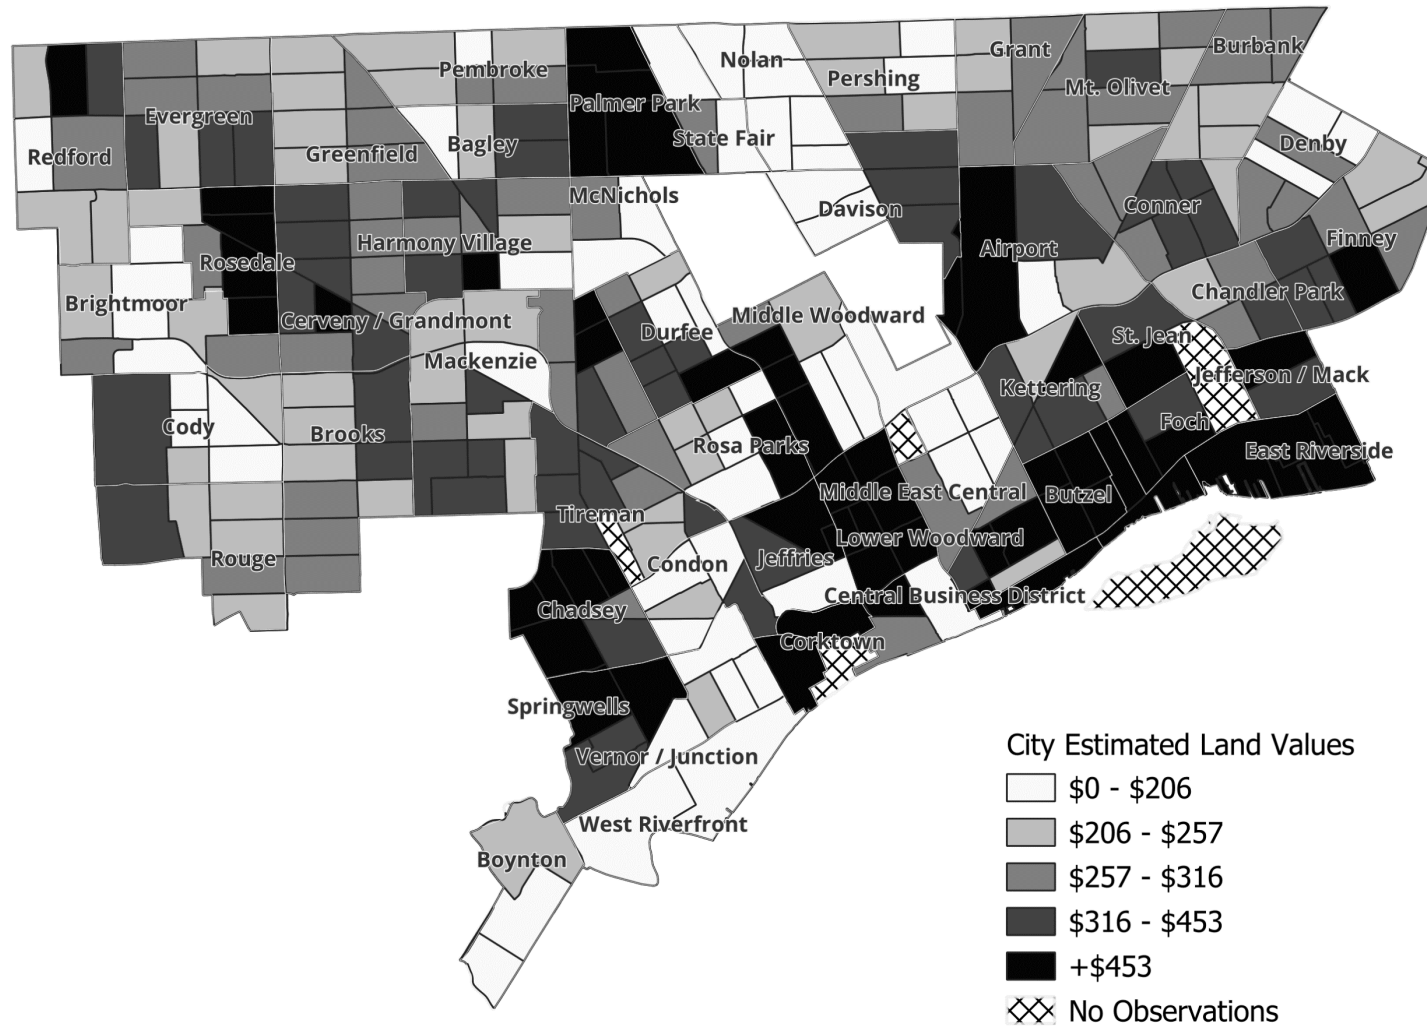 Nolan
Grant
Burbank
Pembroke
Pershing
Mt. Olivet
Palmer Park
Evergreen
State Fair
Bagley
Denby
Redford
Greenfield
McNichols
Davison
Conner
Harmony Village
Airport
Finney
Rosedale
Chandler Park
Brightmoor
Cerveny / Grandmont
Durfee
Middle Woodward
St. Jean
Mackenzie
Jefferson / Mack
Kettering
Cody
Brooks
Rosa Parks
Foch
East Riverside
Middle East Central
Butzel
Tireman
Lower Woodward
Rouge
Condon
Jeffries
Central Business District
Chadsey
Corktown
Springwells
Vernor / Junction
West Riverfront
Boynton
City Estimated Land Values
$0 - $206
$206 - $257
$257 - $316
$316 - $453
+$453
No Observations